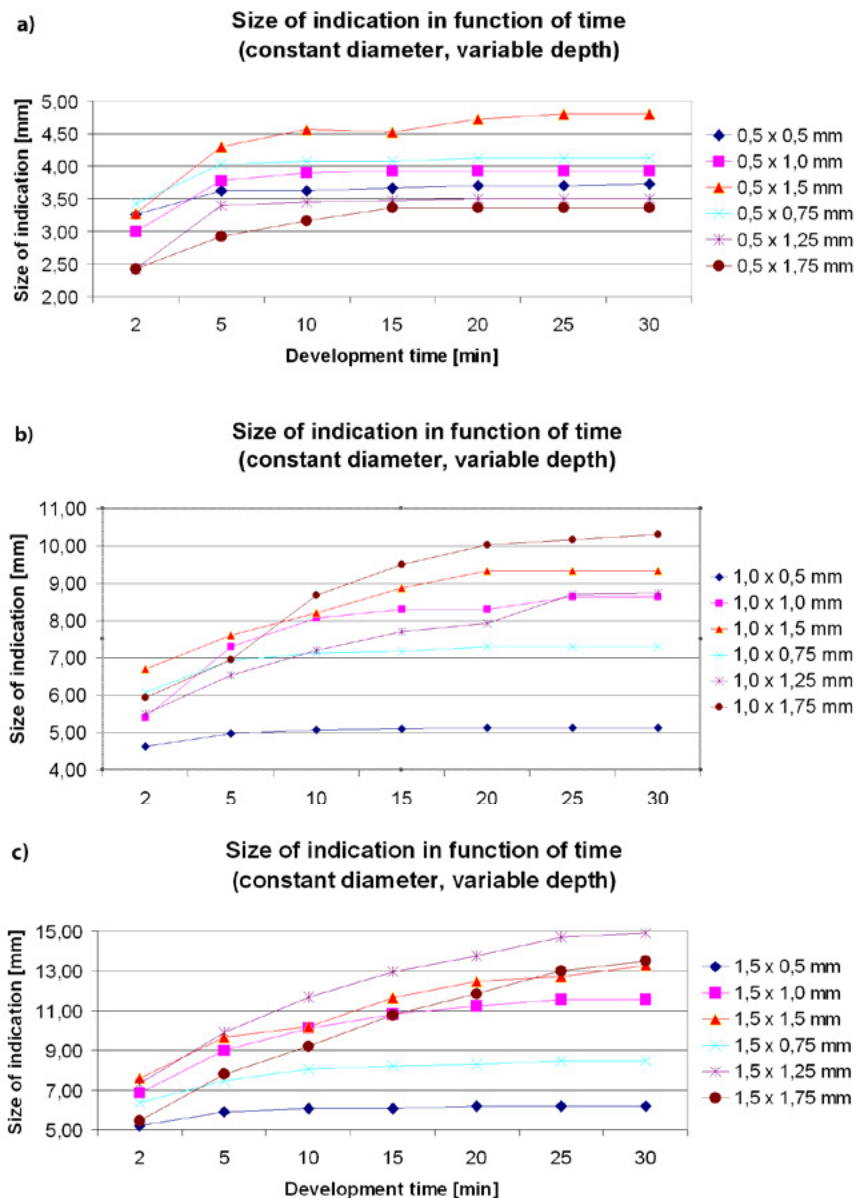 a)
Size of indication in function of time
(constant diameter, variable depth)
Size of indication [mm]
5,00
4,50
4,00
3,50
3,00
2,50
2,00
2 5 10 15 20 25 30
Development time [min]
0,5 x 0,5 mm
0,5 x 1,0 mm
0,5 x 1,5 mm
0,5 x 0,75 mm
0,5 x 1,25 mm
0,5 x 1,75 mm
b)
Size of indication in function of time
(constant diameter, variable depth)
Size of indication [mm]
11,00
10,00
9,00
8,00
7,00
6,00
5,00
4,00
2 5 10 15 20 25 30
1,0 x 0,5 mm
1,0 x 1,0 mm
1,0 x 1,5 mm
1,0 x 0,75 mm
1,0 x 1,25 mm
1,0 x 1,75 mm
c)
Size of indication in function of time
(constant diameter, variable depth)
Size of indication [mm]
15,00
13,00
11,00
9,00
7,00
5,00
2 5 10 15 20 25 30
Development time [min]
1,5 x 0,5 mm
1,5 x 1,0 mm
1,5 x 1,5 mm
1,5 x 0,75 mm
1,5 x 1,25 mm
1,5 x 1,75 mm